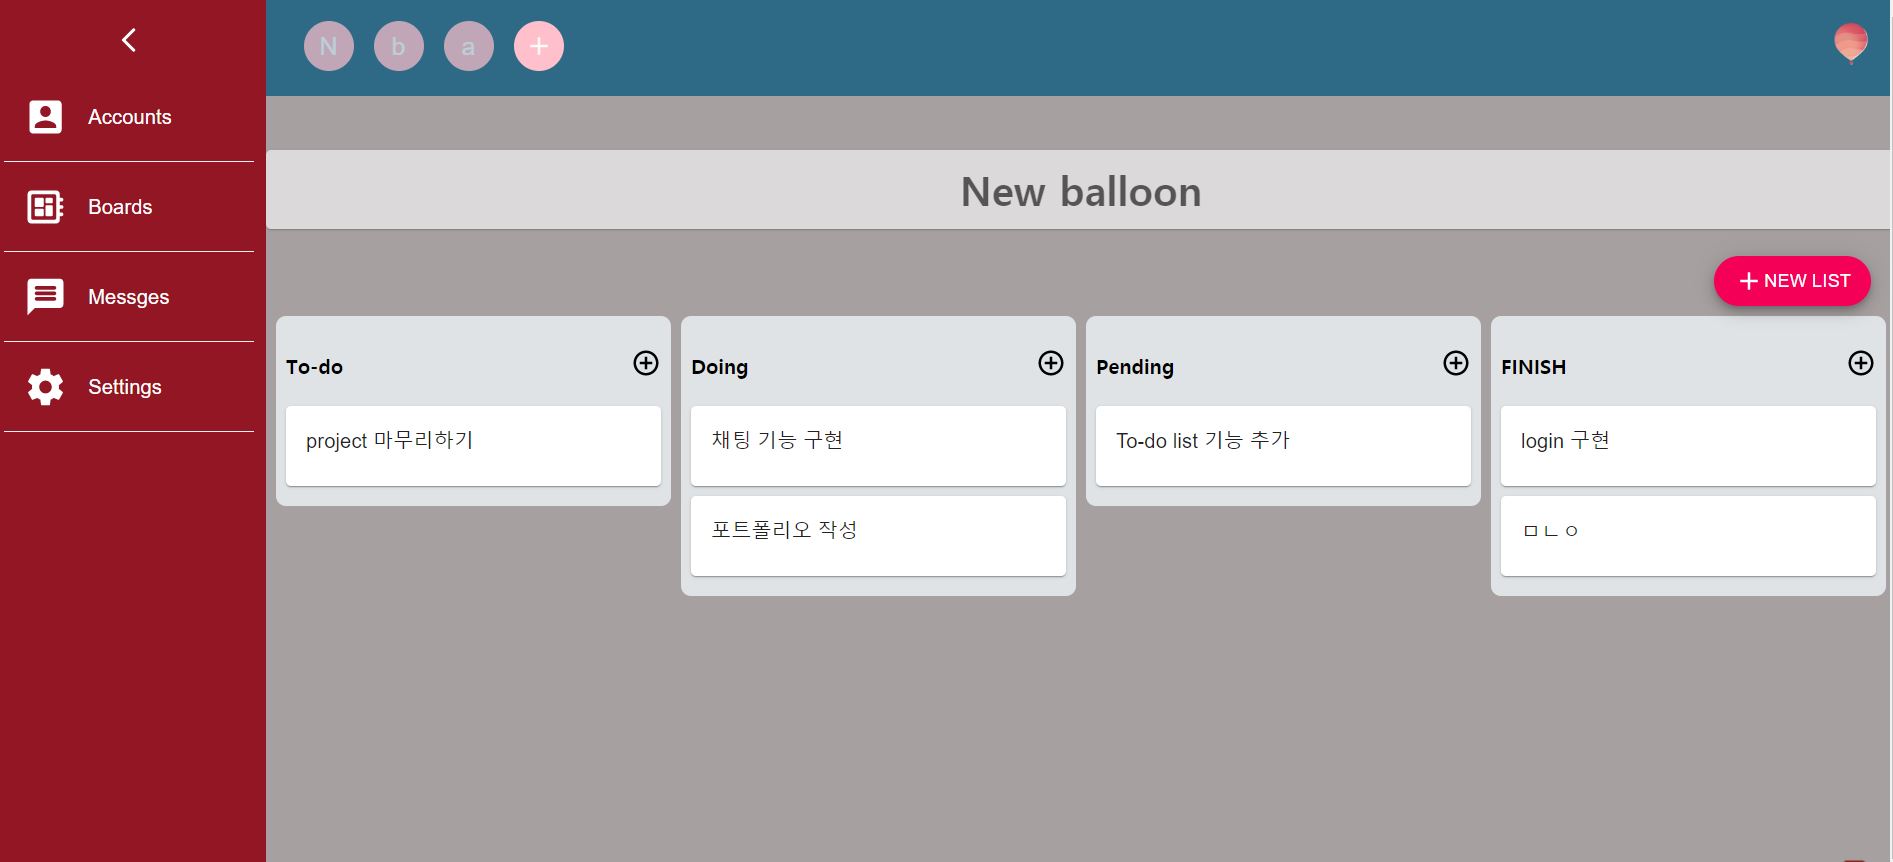 N b a +
Accounts
Boards
Messges
Settings
New balloon
+ NEW LIST
To-do
project 마무리하기
Doing
채팅 기능 구현
포트폴리오 작성
Pending
To-do list 기능 추가
FINISH
login 구현
ㅁㄴㅇ